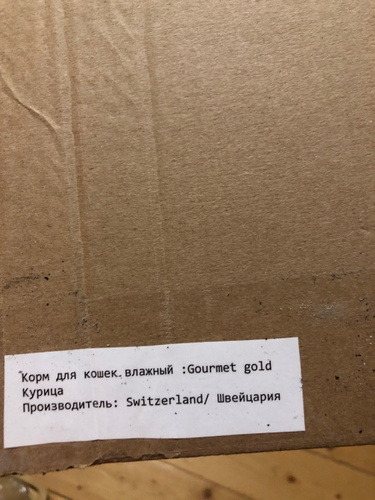 Корм для кошек влажный :Gourmet gold
Курица
Производитель: Switzerland/ Швейцария